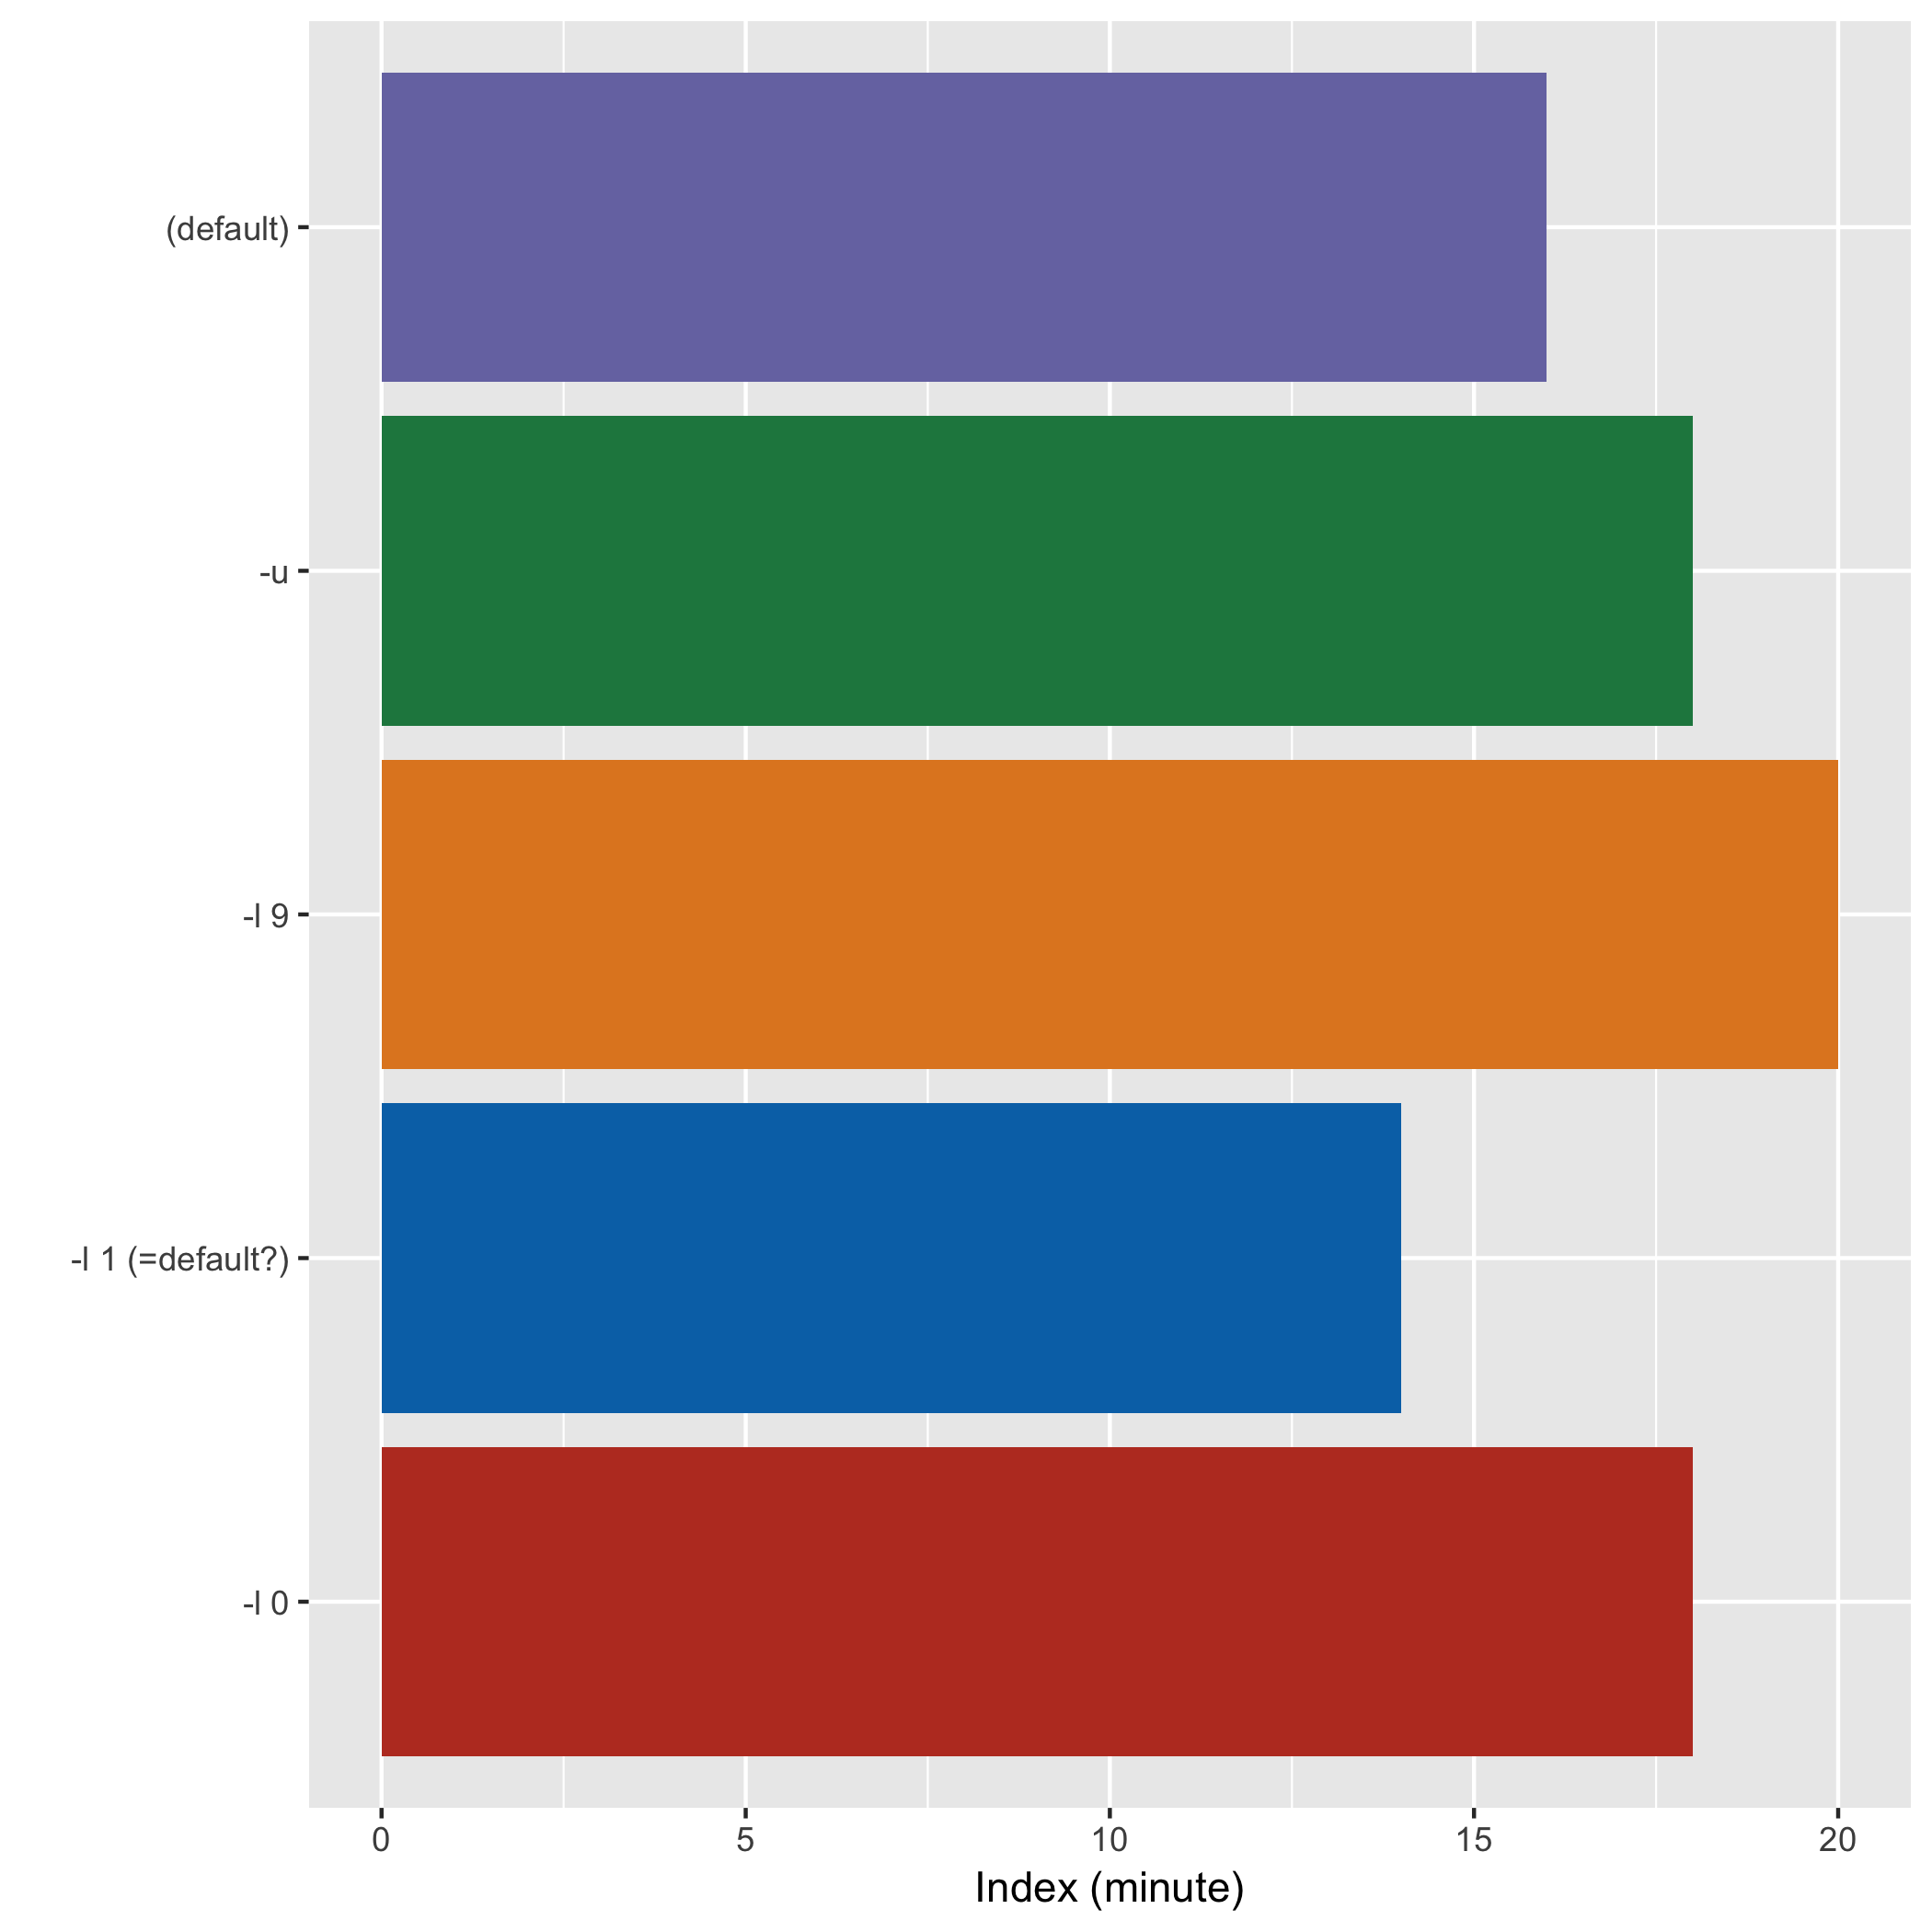 (default)
-u
-l 9
-l 1 (=default?)
-l 0
0 5 10 15 20
Index (minute)